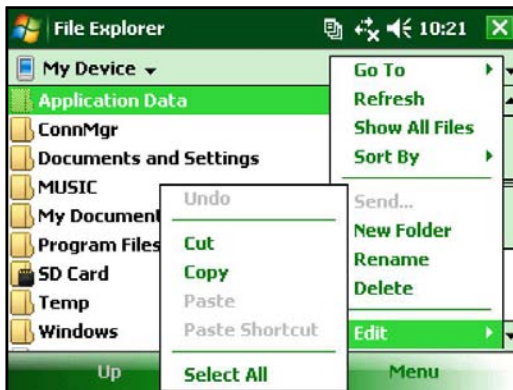 File Explorer 10:21
My Device
Application Data
ConnMgr
Documents and Settings
MUSIC
My Document
Program Files
SD Card
Temp
Windows
Go To
Refresh
Show All Files
Sort By
Send...
New Folder
Rename
Delete
Edit
Undo
Cut
Copy
Paste
Paste Shortcut
Select All
Up
Menu